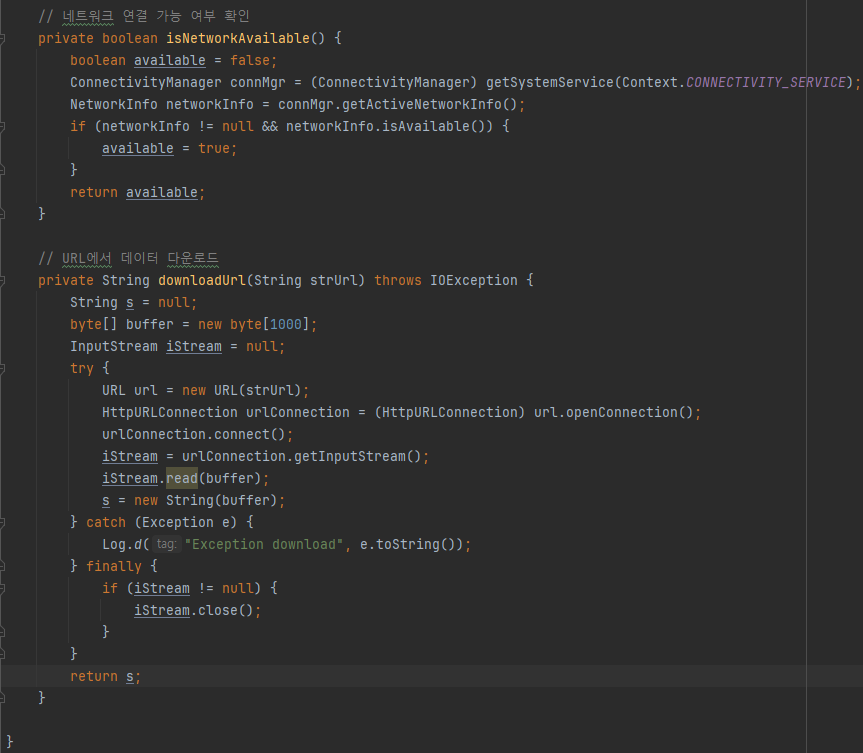 // 네트워크 연결 가능 여부 확인
private boolean isNetworkAvailable() {
boolean available = false;
ConnectivityManager connMgr = (ConnectivityManager) getSystemService(Context.CONNECTIVITY_SERVICE);
NetworkInfo networkInfo = connMgr.getActiveNetworkInfo();
if (networkInfo != null && networkInfo.isAvailable()) {
available = true;
}
return available;
}
// URL에서 데이터 다운로드
private String downloadUrl(String strUrl) throws IOException {
String s = null;
byte[] buffer = new byte[1000];
InputStream iStream = null;
try {
URL url = new URL(strUrl);
HttpURLConnection urlConnection = (HttpURLConnection) url.openConnection();
urlConnection.connect();
iStream = urlConnection.getInputStream();
iStream.read(buffer);
s = new String(buffer);
} catch (Exception e) {
Log.d( tag: "Exception download", e.toString());
} finally {
if (iStream != null) {
iStream.close();
}
}
return s;
}
}